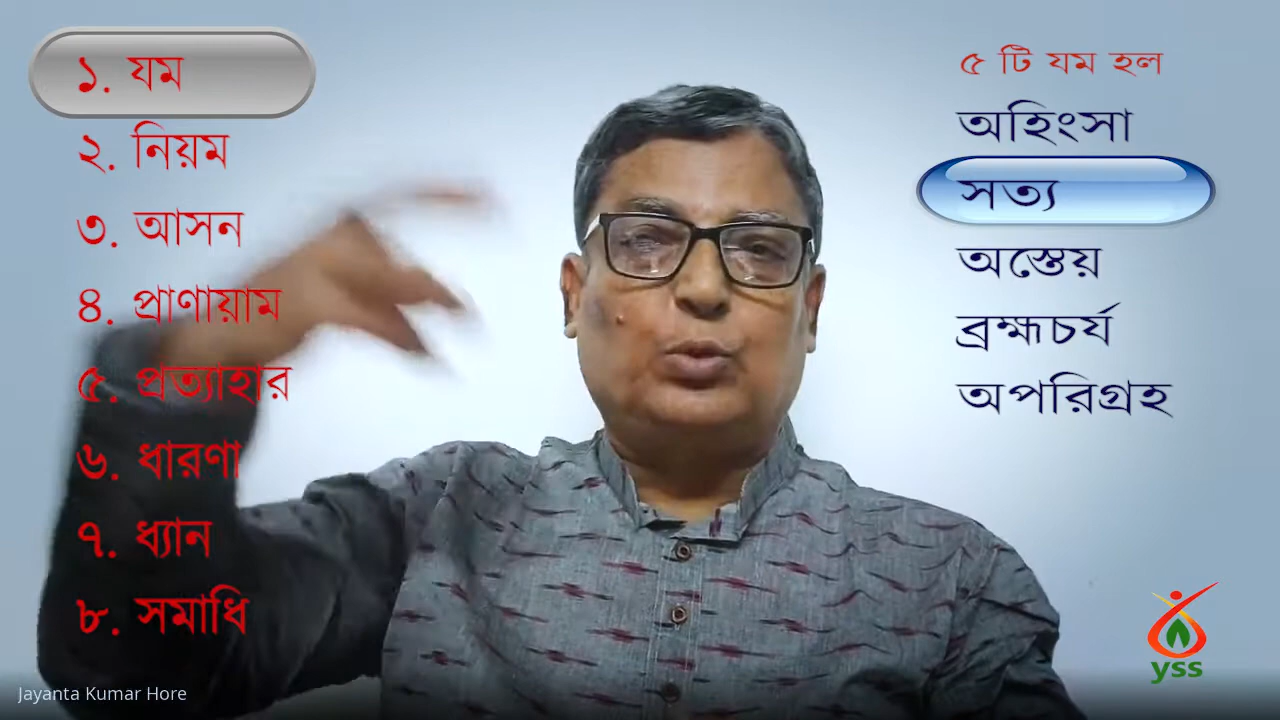 ১. যম
২. নিয়ম
৩. আসন
৪. প্রাণায়াম
৫. প্রত্যাহার
৬. ধারণা
৭. ধ্যান
৮. সমাধি
৫ টি যম হল
অহিংসা
সত্য
অস্তেয়
ব্রহ্মচর্য
অপরিগ্রহ
yss
Jayanta Kumar Hore